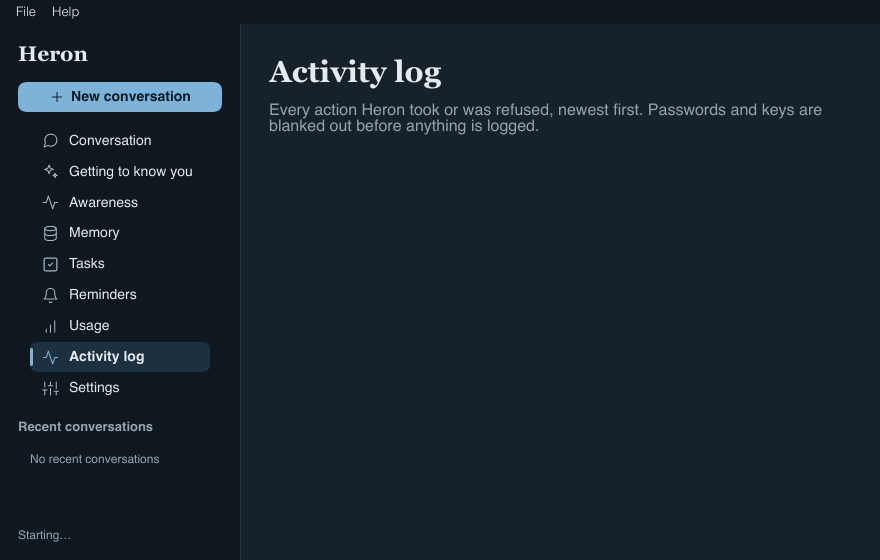 File Help
Heron
New conversation
Conversation
Getting to know you
Awareness
Memory
Tasks
Reminders
Usage
Activity log
Settings
Recent conversations
No recent conversations
Starting…
Activity log
Every action Heron took or was refused, newest first. Passwords and keys are
blanked out before anything is logged.